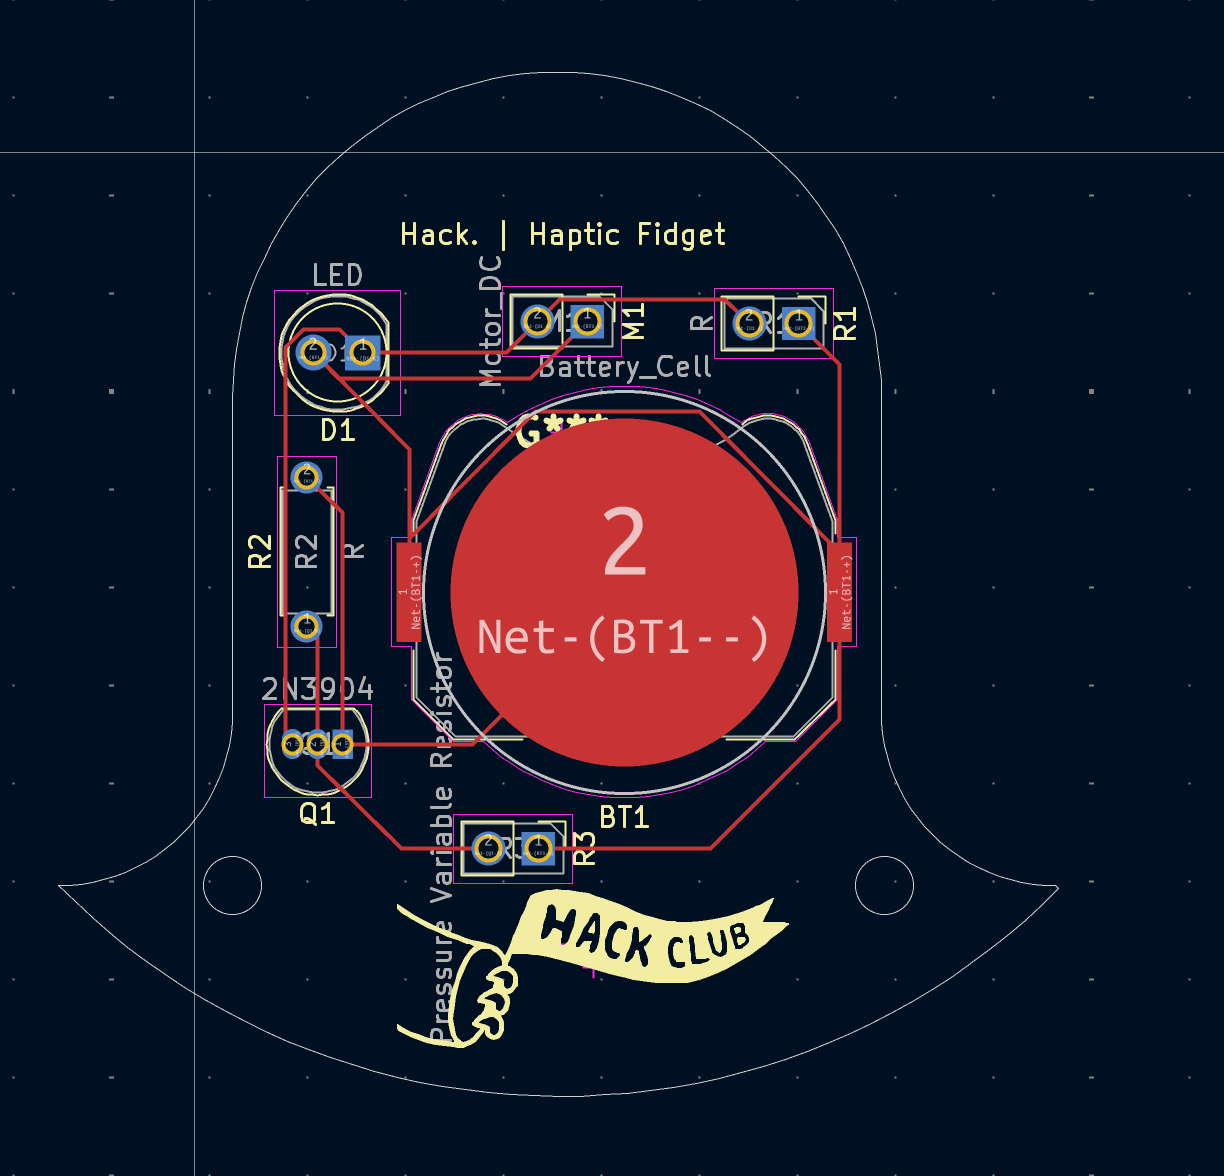 Hack. | Haptic Fidget
LED
Motor_DC
M1
R
R1
Battery_Cell
D1
G***
2
Net-(BT1--)
1
Net-(BT1-+)
1
Net-(BT1-+)
R2
R2
R
2N3904
Q1
BT1
Pressure Variable Resistor
R3
HACK CLUB